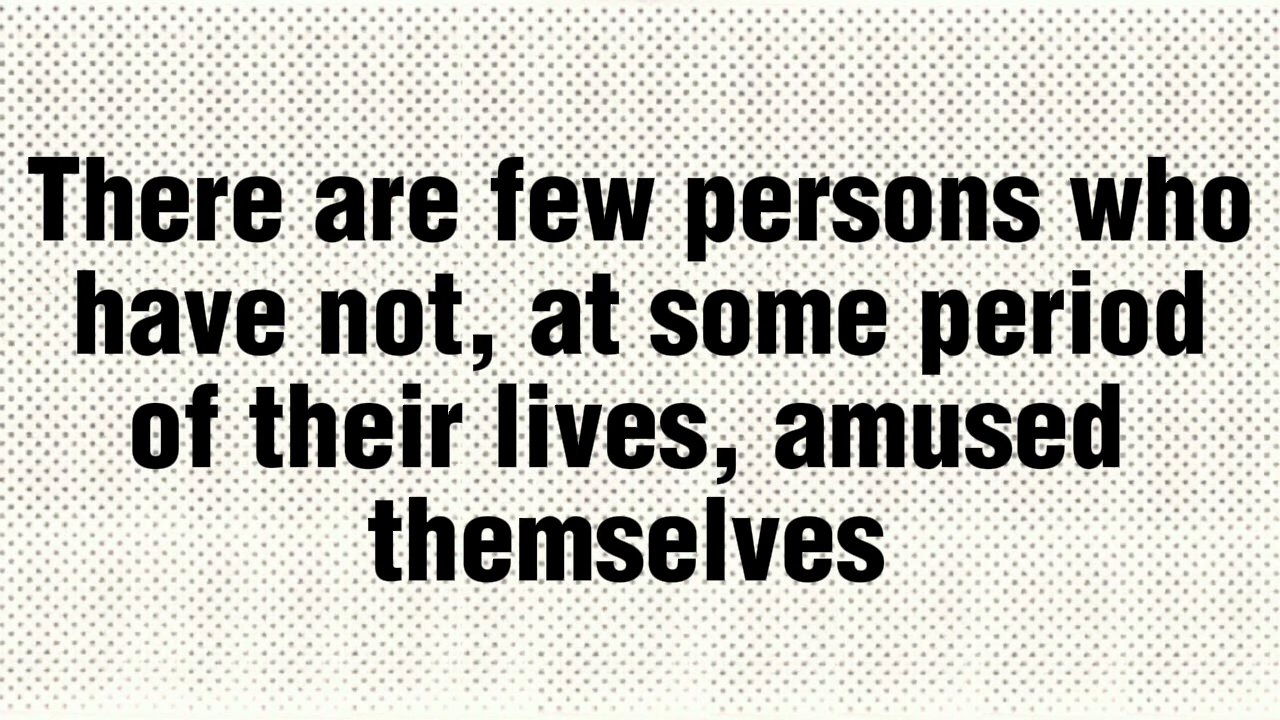 There are few persons who
have not, at some period
of their lives, amused
themselves